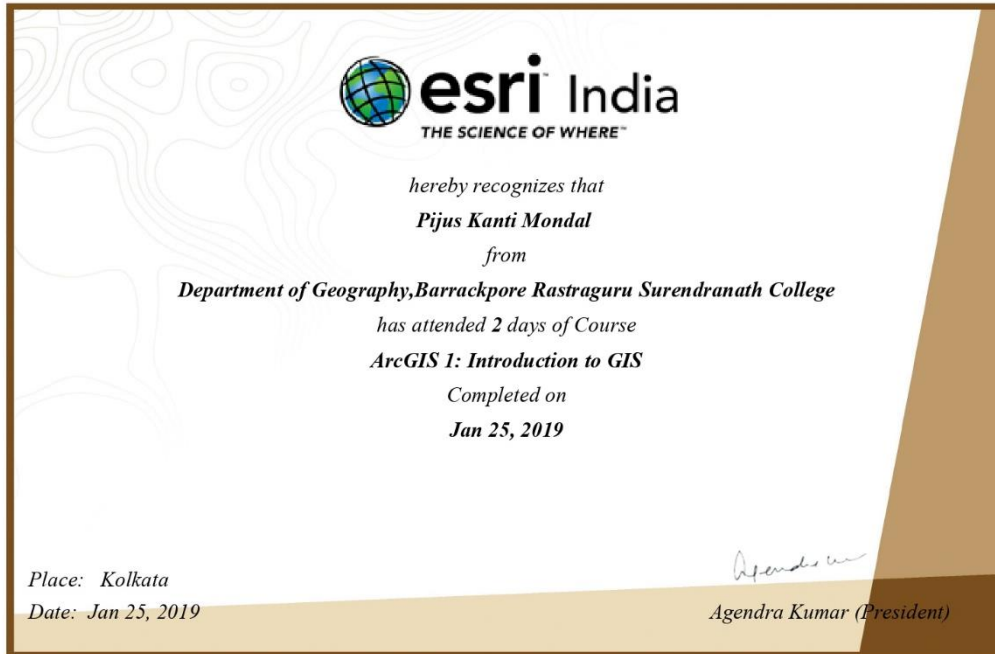 esri India
THE SCIENCE OF WHERE™
hereby recognizes that
Pijus Kanti Mondal
from
Department of Geography,Barrackpore Rastraguru Surendranath College
has attended 2 days of Course
ArcGIS 1: Introduction to GIS
Completed on
Jan 25, 2019
Place: Kolkata
Date: Jan 25, 2019
Agendra Kumar (President)